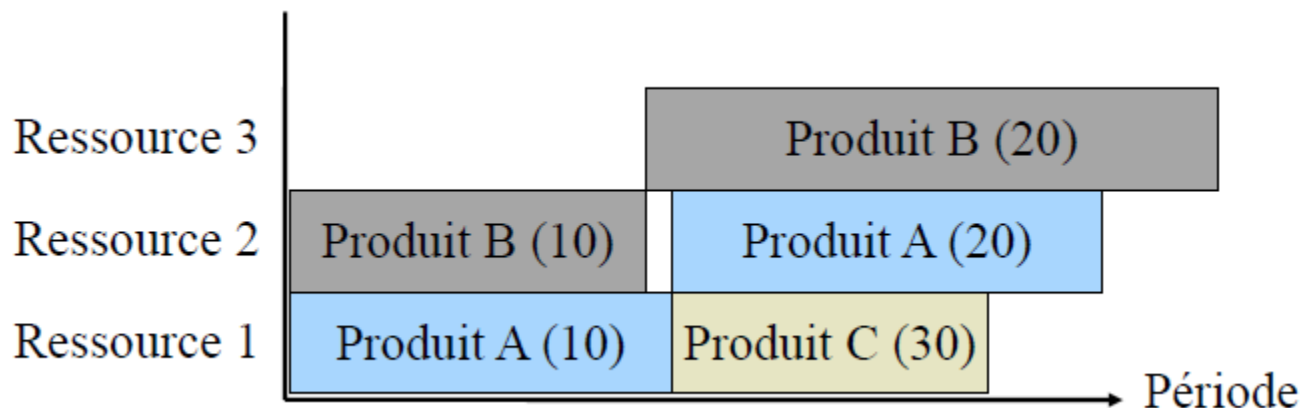 Ressource 3
Produit B (20)
Ressource 2
Produit B (10)
Produit A (20)
Ressource 1
Produit A (10)
Produit C (30)
Période